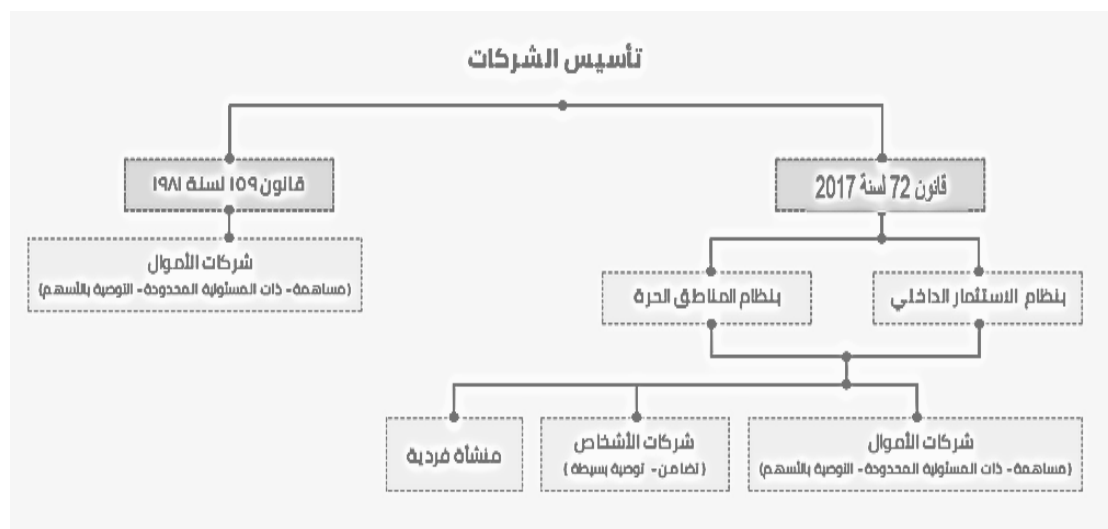 تأسيس الشركات
قانون 72 لسنة 2017
قانون ١٥٩ لسنة ١٩٨١
شركات الأموال
(مساهمة - ذات المسئولية المحدودة - التوصية بالأسهم)
بنظام الاستثمار الداخلي
بنظام المناطق الحرة
شركات الأموال
(مساهمة - ذات المسئولية المحدودة - التوصية بالأسهم)
شركات الأشخاص
(تضامن - توصية بسيطة)
منشأة فردية